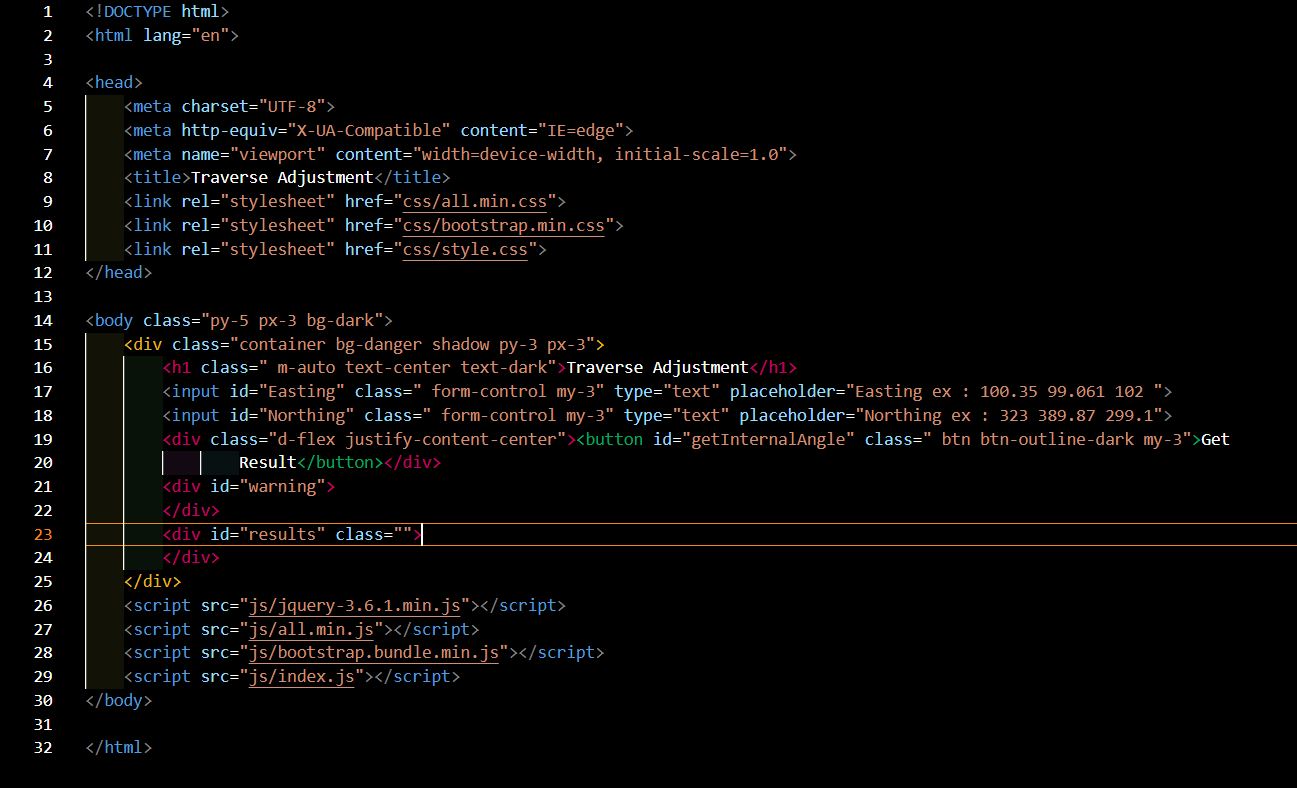 1 <!DOCTYPE html>
2 <html lang="en">
3
4 <head>
5     <meta charset="UTF-8">
6     <meta http-equiv="X-UA-Compatible" content="IE=edge">
7     <meta name="viewport" content="width=device-width, initial-scale=1.0">
8     <title>Traverse Adjustment</title>
9     <link rel="stylesheet" href="css/all.min.css">
10     <link rel="stylesheet" href="css/bootstrap.min.css">
11     <link rel="stylesheet" href="css/style.css">
12 </head>
13
14 <body class="py-5 px-3 bg-dark">
15     <div class="container bg-danger shadow py-3 px-3">
16         <h1 class=" m-auto text-center text-dark">Traverse Adjustment</h1>
17         <input id="Easting" class=" form-control my-3" type="text" placeholder="Easting ex : 100.35 99.061 102 ">
18         <input id="Northing" class=" form-control my-3" type="text" placeholder="Northing ex : 323 389.87 299.1">
19         <div class="d-flex justify-content-center"><button id="getInternalAngle" class=" btn btn-outline-dark my-3">Get
20                 Result</button></div>
21         <div id="warning">
22         </div>
23         <div id="results" class="">
24         </div>
25     </div>
26     <script src="js/jquery-3.6.1.min.js"></script>
27     <script src="js/all.min.js"></script>
28     <script src="js/bootstrap.bundle.min.js"></script>
29     <script src="js/index.js"></script>
30 </body>
31
32 </html>